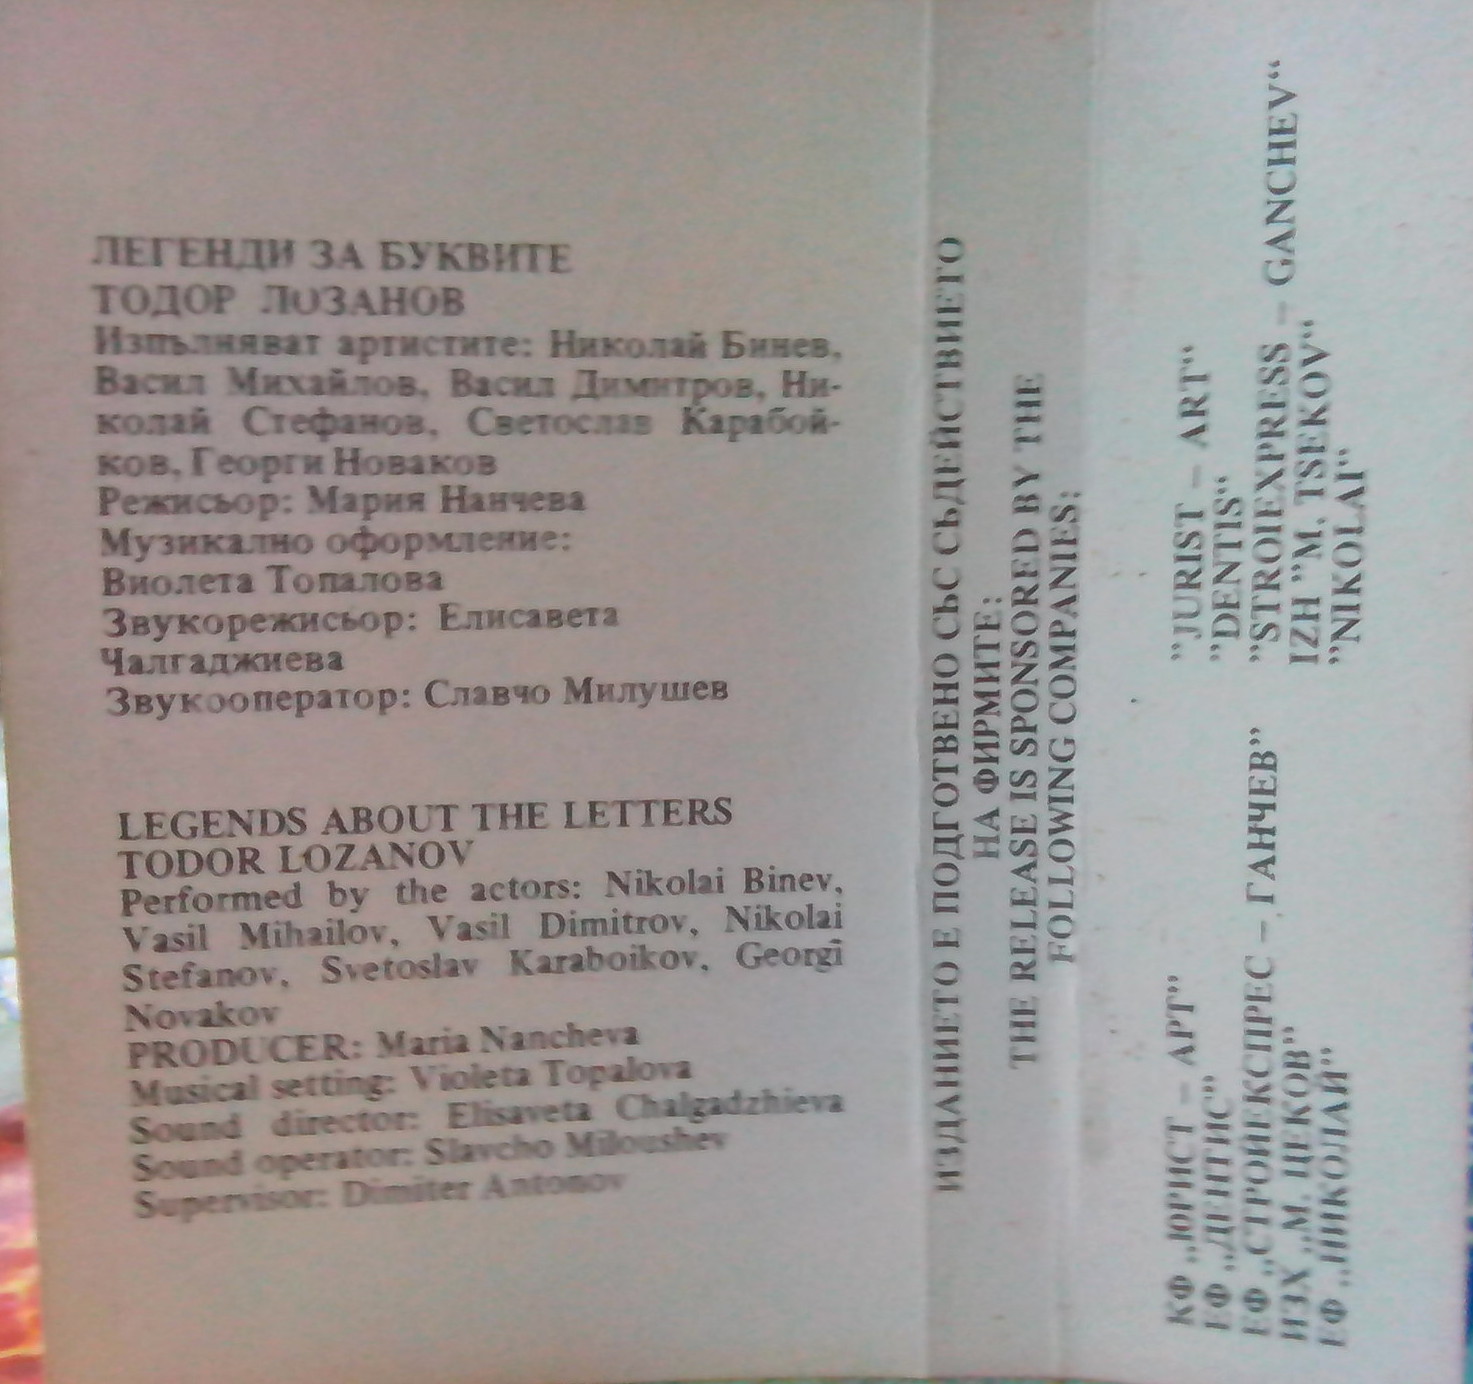 ЛЕГЕНДИ ЗА БУКВИТЕ
ТОДОР ЛОЗАНОВ
Изпълняват артистите: Николай Бинев,
Васил Михайлов, Васил Димитров, Ни-
колай Стефанов, Светослав Карабой-
ков, Георги Новаков
Режисьор: Мария Нанчева
Музикално оформление:
Виолета Топалова
Звукорежисьор: Елисавета
Чалгаджиева
Звукооператор: Славчо Милушев
LEGENDS ABOUT THE LETTERS
TODOR LOZANOV
Performed by the actors: Nikolai Binev,
Vasil Mihailov, Vasil Dimitrov, Nikolai
Stefanov, Svetoslav Karaboikov, Georgi
Novakov
PRODUCER: Maria Nancheva
Musical setting: Violeta Topalova
Sound director: Elisaveta Chalgadzhieva
Sound operator: Slavcho Miloushev
Supervisor: Dimiter Antonov
ИЗДАНИЕТО Е ПОДГОТВЕНО СЪС СЪДЕЙСТВИЕТО
НА ФИРМИТЕ:
THE RELEASE IS SPONSORED BY THE
FOLLOWING COMPANIES:
КФ „ЮРИСТ – АРТ”
ЕФ „ДЕНТИС”
ЕФ „СТРОЙЕКСПРЕС – ГАНЧЕВ”
ИЗХ „М. ЦЕКОВ”
ЕФ „НИКОЛАЙ”
”JURIST – ART“
”DENTIS“
”STROIEXPRESS – GANCHEV“
IZH ”M. TSEKOV“
”NIKOLAI“